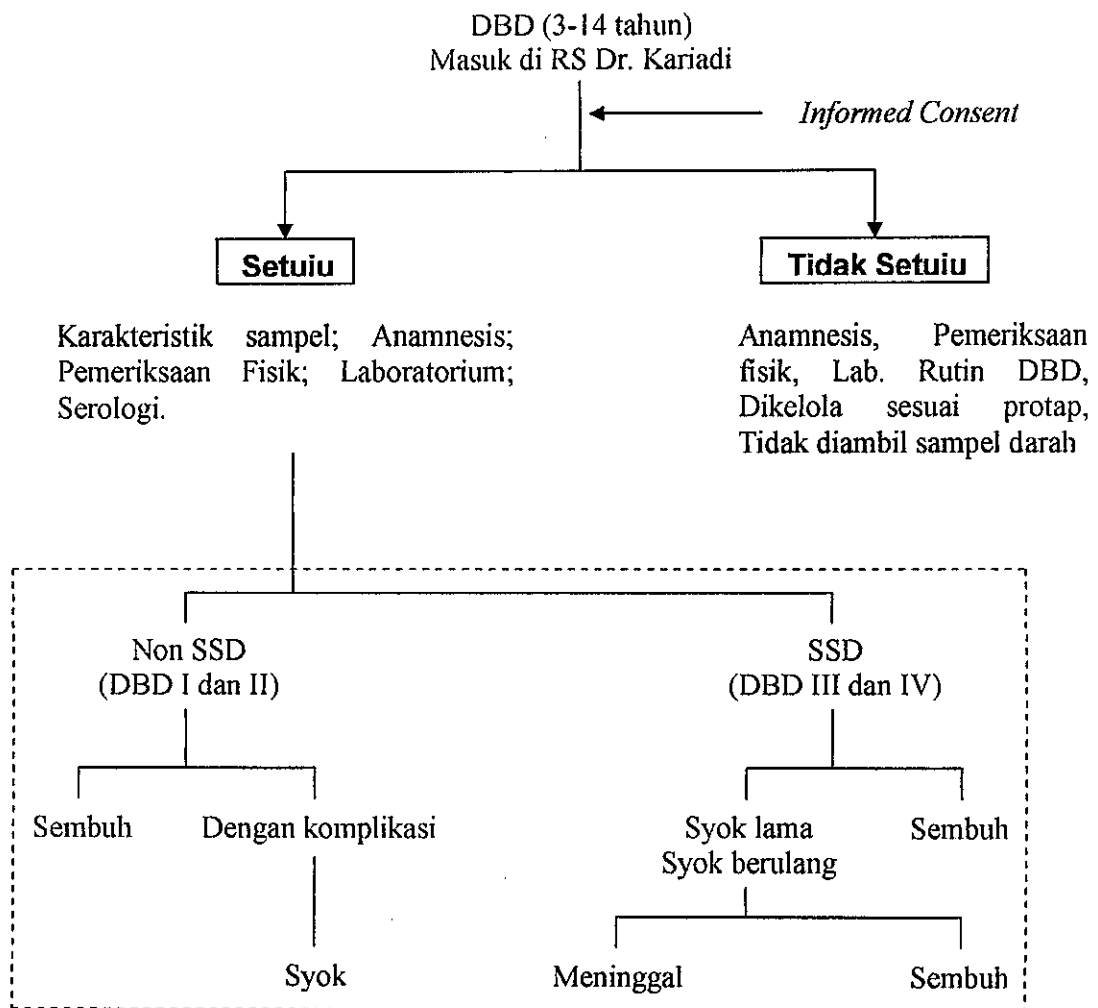 DBD (3-14 tahun)
Masuk di RS Dr. Kariadi
Informed Consent
Setuiu
Tidak Setuiu
Karakteristik sampel; Anamnesis;
Pemeriksaan Fisik; Laboratorium;
Serologi.
Anamnesis, Pemeriksaan
fisik, Lab. Rutin DBD,
Dikelola sesuai protap,
Tidak diambil sampel darah
Non SSD
(DBD I dan II)
SSD
(DBD III dan IV)
Sembuh
Dengan komplikasi
Syok lama
Syok berulang
Sembuh
Syok
Meninggal
Sembuh